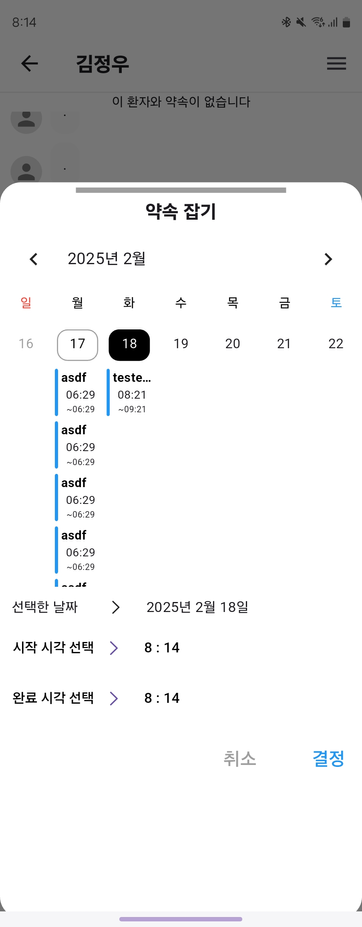 8:14
김정우
이 환자와 약속이 없습니다
약속 잡기
2025년 2월
일 월 화 수 목 금 토
16 17 18 19 20 21 22
asdf teste...
06:29 08:21
~06:29 ~09:21
asdf
06:29
~06:29
asdf
06:29
~06:29
asdf
06:29
~06:29
asdf
선택한 날짜 2025년 2월 18일
시작 시각 선택 8 : 14
완료 시각 선택 8 : 14
취소 결정